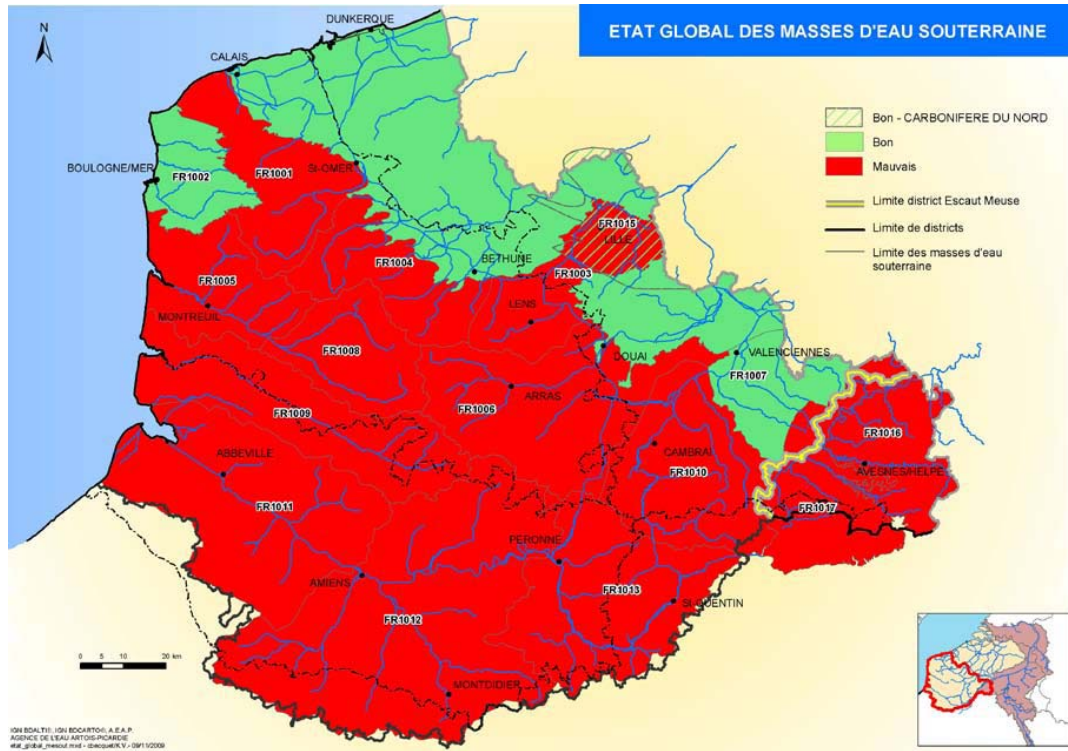 ETAT GLOBAL DES MASSES D'EAU SOUTERRAINE
N
DUNKERQUE
CALAIS
BOULOGNE/MER
FR1002
FR1001
St-OMER
FR1015
LILLE
FR1004
BETHUNE
FR1003
FR1005
MONTREUIL
LENS
FR1008
DOUAI
VALENCIENNES
FR1007
FR1009
FR1006
ARRAS
FR1016
ABBEVILLE
CAMBRAI
FR1010
AVESNES/HELPE
FR1011
FR1017
PERONNE
AMIENS
FR1013
St-QUENTIN
FR1012
MONTDIDIER
Bon - CARBONIFERE DU NORD
Bon
Mauvais
Limite district Escaut Meuse
Limite de districts
Limite des masses d'eau
souterraine
0 5 10 20 km
AGENCE DE L'EAU ARTOIS-PICARDIE